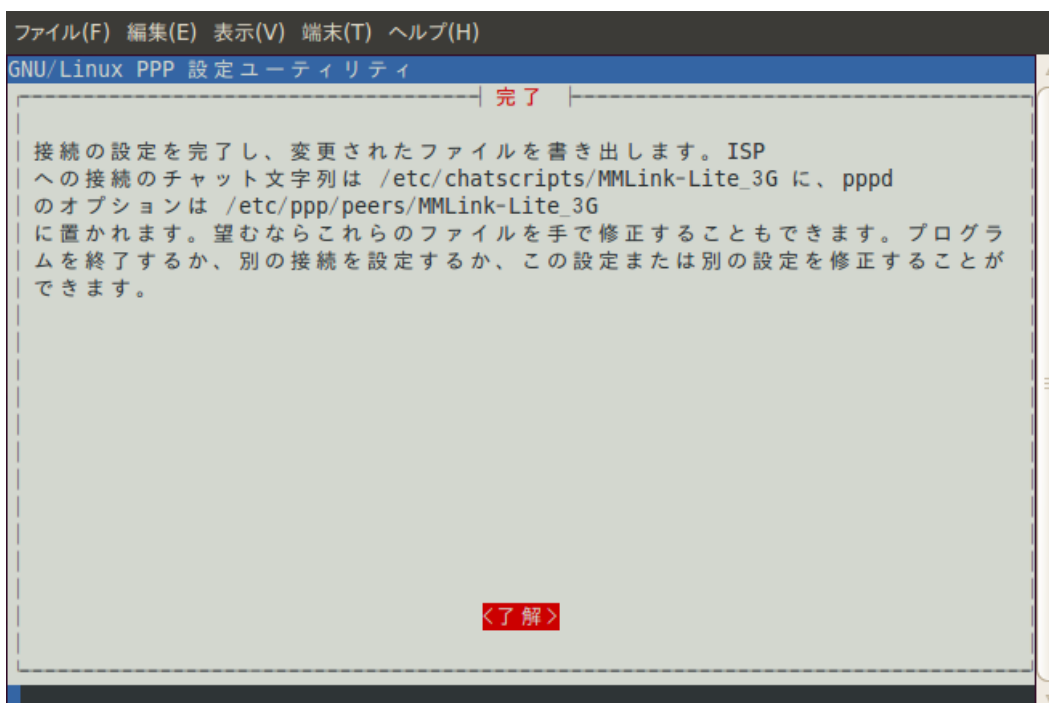 ファイル(F) 編集(E) 表示(V) 端末(T) ヘルプ(H)
GNU/Linux PPP 設定ユーティリティ
完了
接続の設定を完了し、変更されたファイルを書き出します。ISP
への接続のチャット文字列は /etc/chatscripts/MMLink-Lite_3G に、pppd
のオプションは /etc/ppp/peers/MMLink-Lite_3G
に置かれます。望むならこれらのファイルを手で修正することもできます。プログラ
ムを終了するか、別の接続を設定するか、この設定または別の設定を修正することが
できます。
<了解>